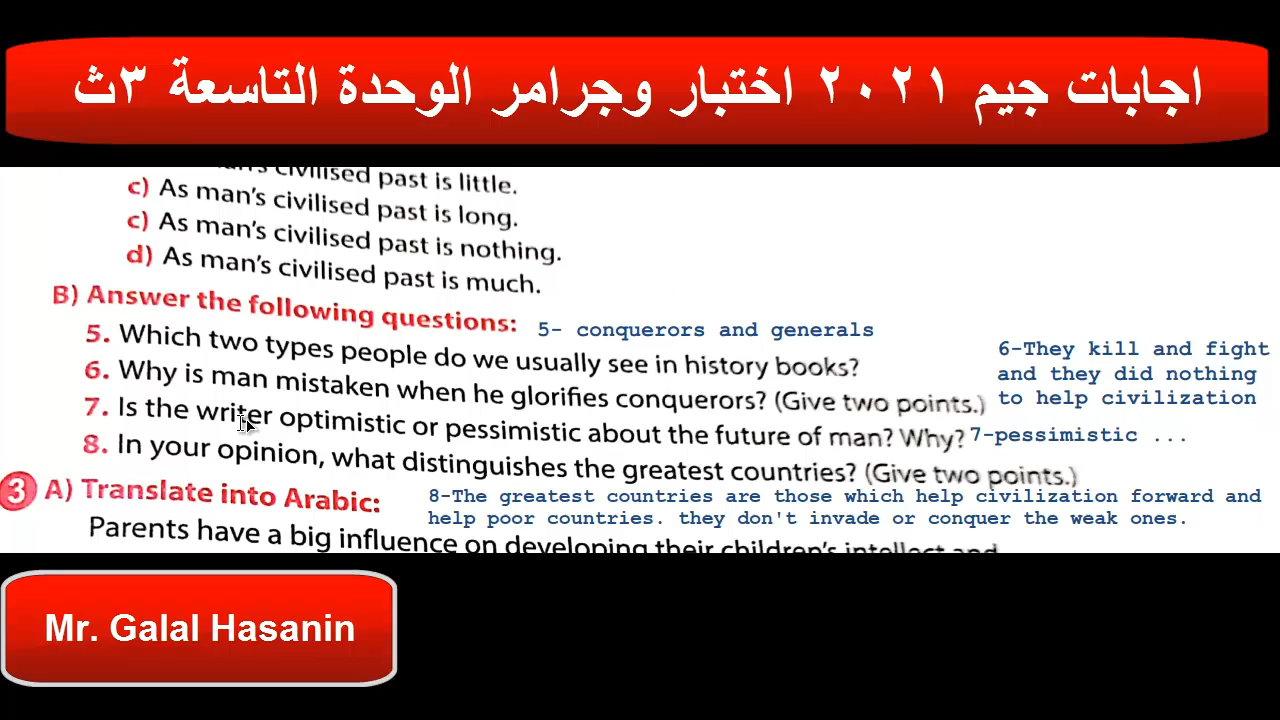 اجابات جيم ٢٠٢١ اختبار وجرامر الوحدة التاسعة ٣ث
civilised past is little.
c) As man's civilised past is long.
c) As man's civilised past is nothing.
d) As man's civilised past is much.
B) Answer the following questions: 5- conquerors and generals
5. Which two types people do we usually see in history books?
6. Why is man mistaken when he glorifies conquerors? (Give two points.)
6-They kill and fight
and they did nothing
to help civilization
7. Is the writer optimistic or pessimistic about the future of man? Why? 7-pessimistic ...
8. In your opinion, what distinguishes the greatest countries? (Give two points.)
8-The greatest countries are those which help civilization forward and
help poor countries. they don't invade or conquer the weak ones.
3 A) Translate into Arabic:
Parents have a big influence on developing their children's intellect and
Mr. Galal Hasanin